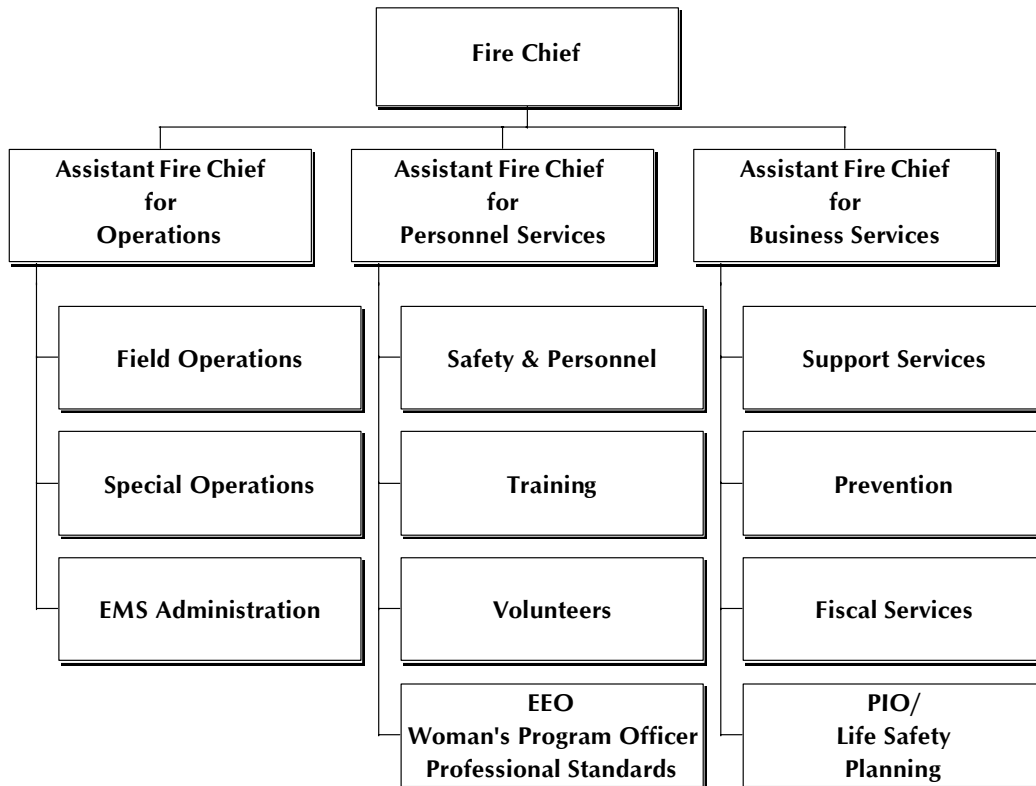 Fire Chief
Assistant Fire Chief
for
Operations
Assistant Fire Chief
for
Personnel Services
Assistant Fire Chief
for
Business Services
Field Operations
Safety & Personnel
Support Services
Special Operations
Training
Prevention
EMS Administration
Volunteers
Fiscal Services
EEO
Woman's Program Officer
Professional Standards
PIO/
Life Safety
Planning